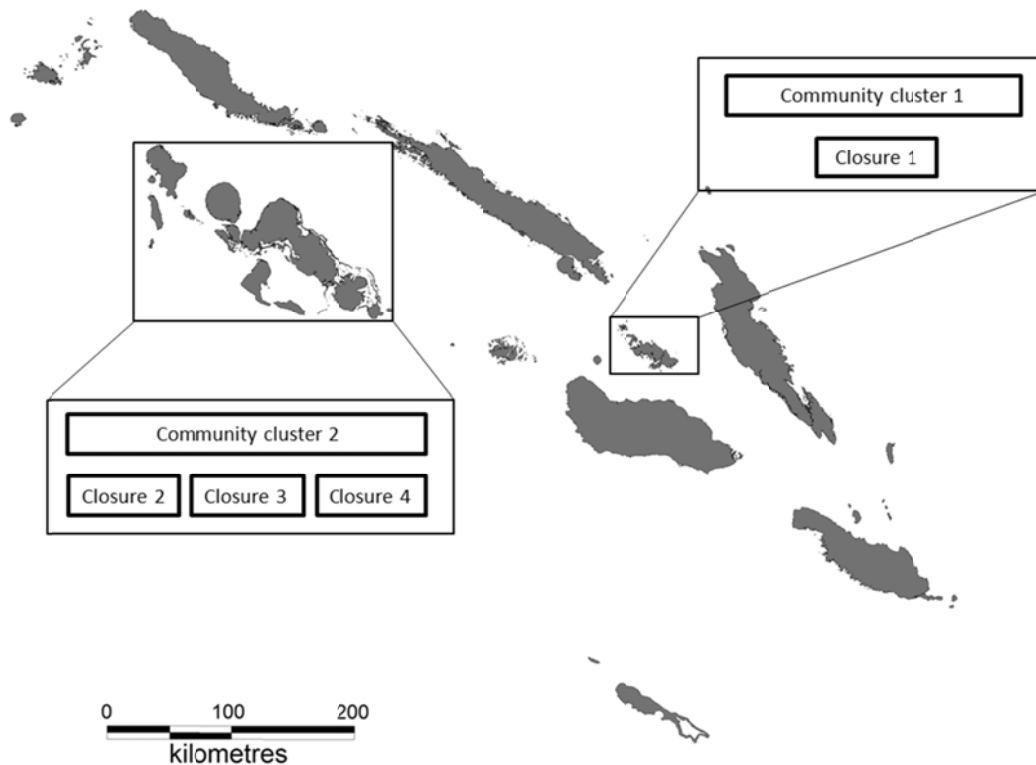 Community cluster 1
Closure 1
Community cluster 2
Closure 2 Closure 3 Closure 4
0 100 200
kilometres